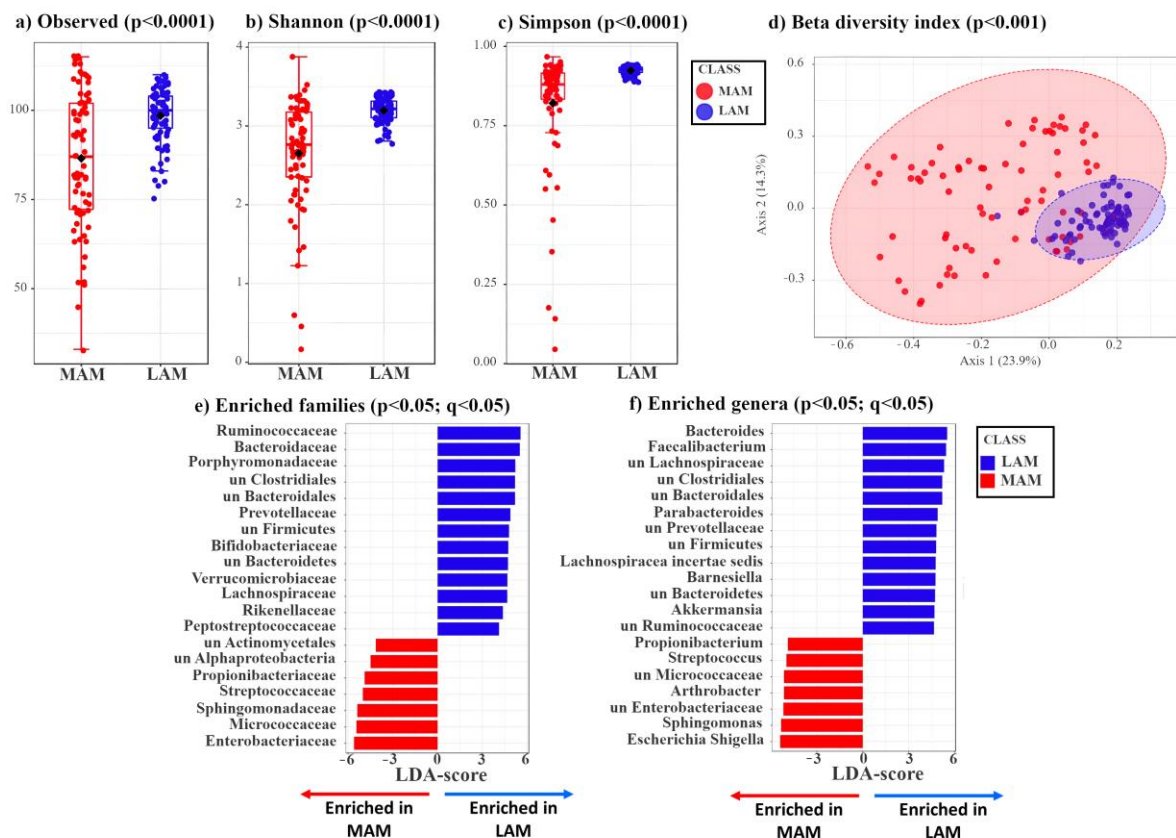 a) Observed (p<0.0001)
b) Shannon (p<0.0001)
c) Simpson (p<0.0001)
d) Beta diversity index (p<0.001)
100
75
50
MAM
LAM
4
3
2
1
0
MAM
LAM
1.00
0.75
0.50
0.25
0.00
MAM
LAM
CLASS
MAM
LAM
Axis 2 (14.3%)
0.6
0.3
0.0
-0.3
-0.6
-0.4
-0.2
0.0
0.2
Axis 1 (23.9%)
e) Enriched families (p<0.05; q<0.05)
Ruminococcaceae
Bacteroidaceae
Porphyromonadaceae
un Clostridiales
un Bacteroidales
Prevotellaceae
un Firmicutes
Bifidobacteriaceae
un Bacteroidetes
Verrucomicrobiaceae
Lachnospiraceae
Rikenellaceae
Peptostreptococcaceae
un Actinomycetales
un Alphaproteobacteria
Propionibacteriaceae
Streptococcaceae
Sphingomonadaceae
Micrococcaceae
Enterobacteriaceae
-6
-3
0
3
6
LDA-score
Enriched in
MAM
Enriched in
LAM
f) Enriched genera (p<0.05; q<0.05)
Bacteroides
Faecalibacterium
un Lachnospiraceae
un Clostridiales
un Bacteroidales
Parabacteroides
un Prevotellaceae
un Firmicutes
Lachnospiracea incertae sedis
Barnesiella
un Bacteroidetes
Akkermansia
un Ruminococcaceae
Propionibacterium
Streptococcus
un Micrococcaceae
Arthrobacter
un Enterobacteriaceae
Sphingomonas
Escherichia Shigella
-3
0
3
6
LDA-score
Enriched in
MAM
Enriched in
LAM
CLASS
LAM
MAM